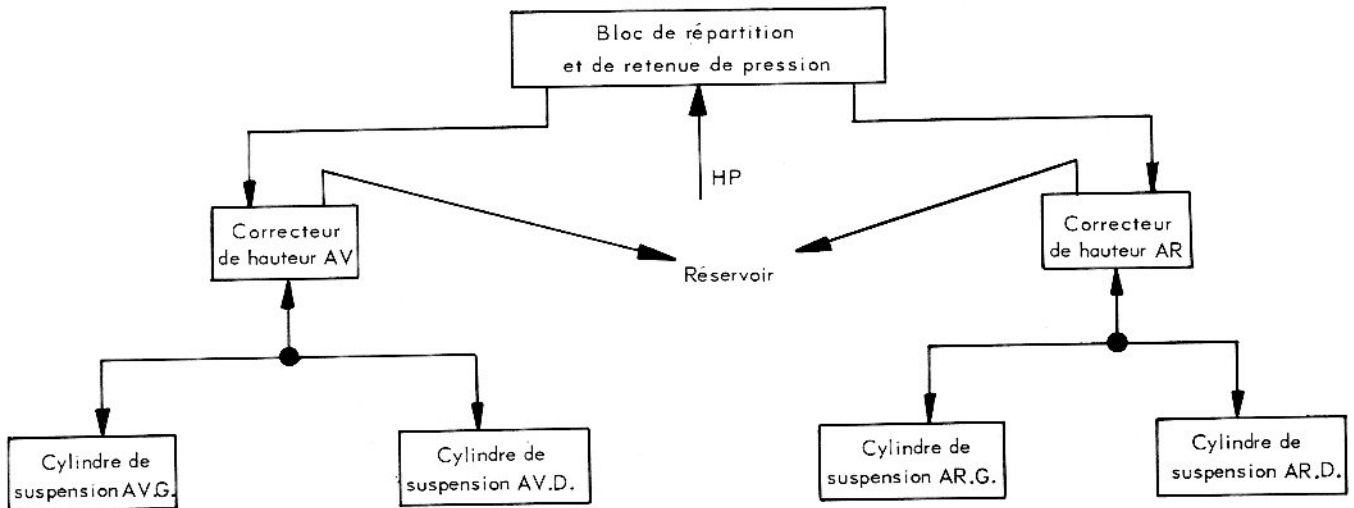 Bloc de répartition
et de retenue de pression
HP
Correcteur
de hauteur AV
Correcteur
de hauteur AR
Réservoir
Cylindre de
suspension AV.G.
Cylindre de
suspension AV.D.
Cylindre de
suspension AR.G.
Cylindre de
suspension AR.D.